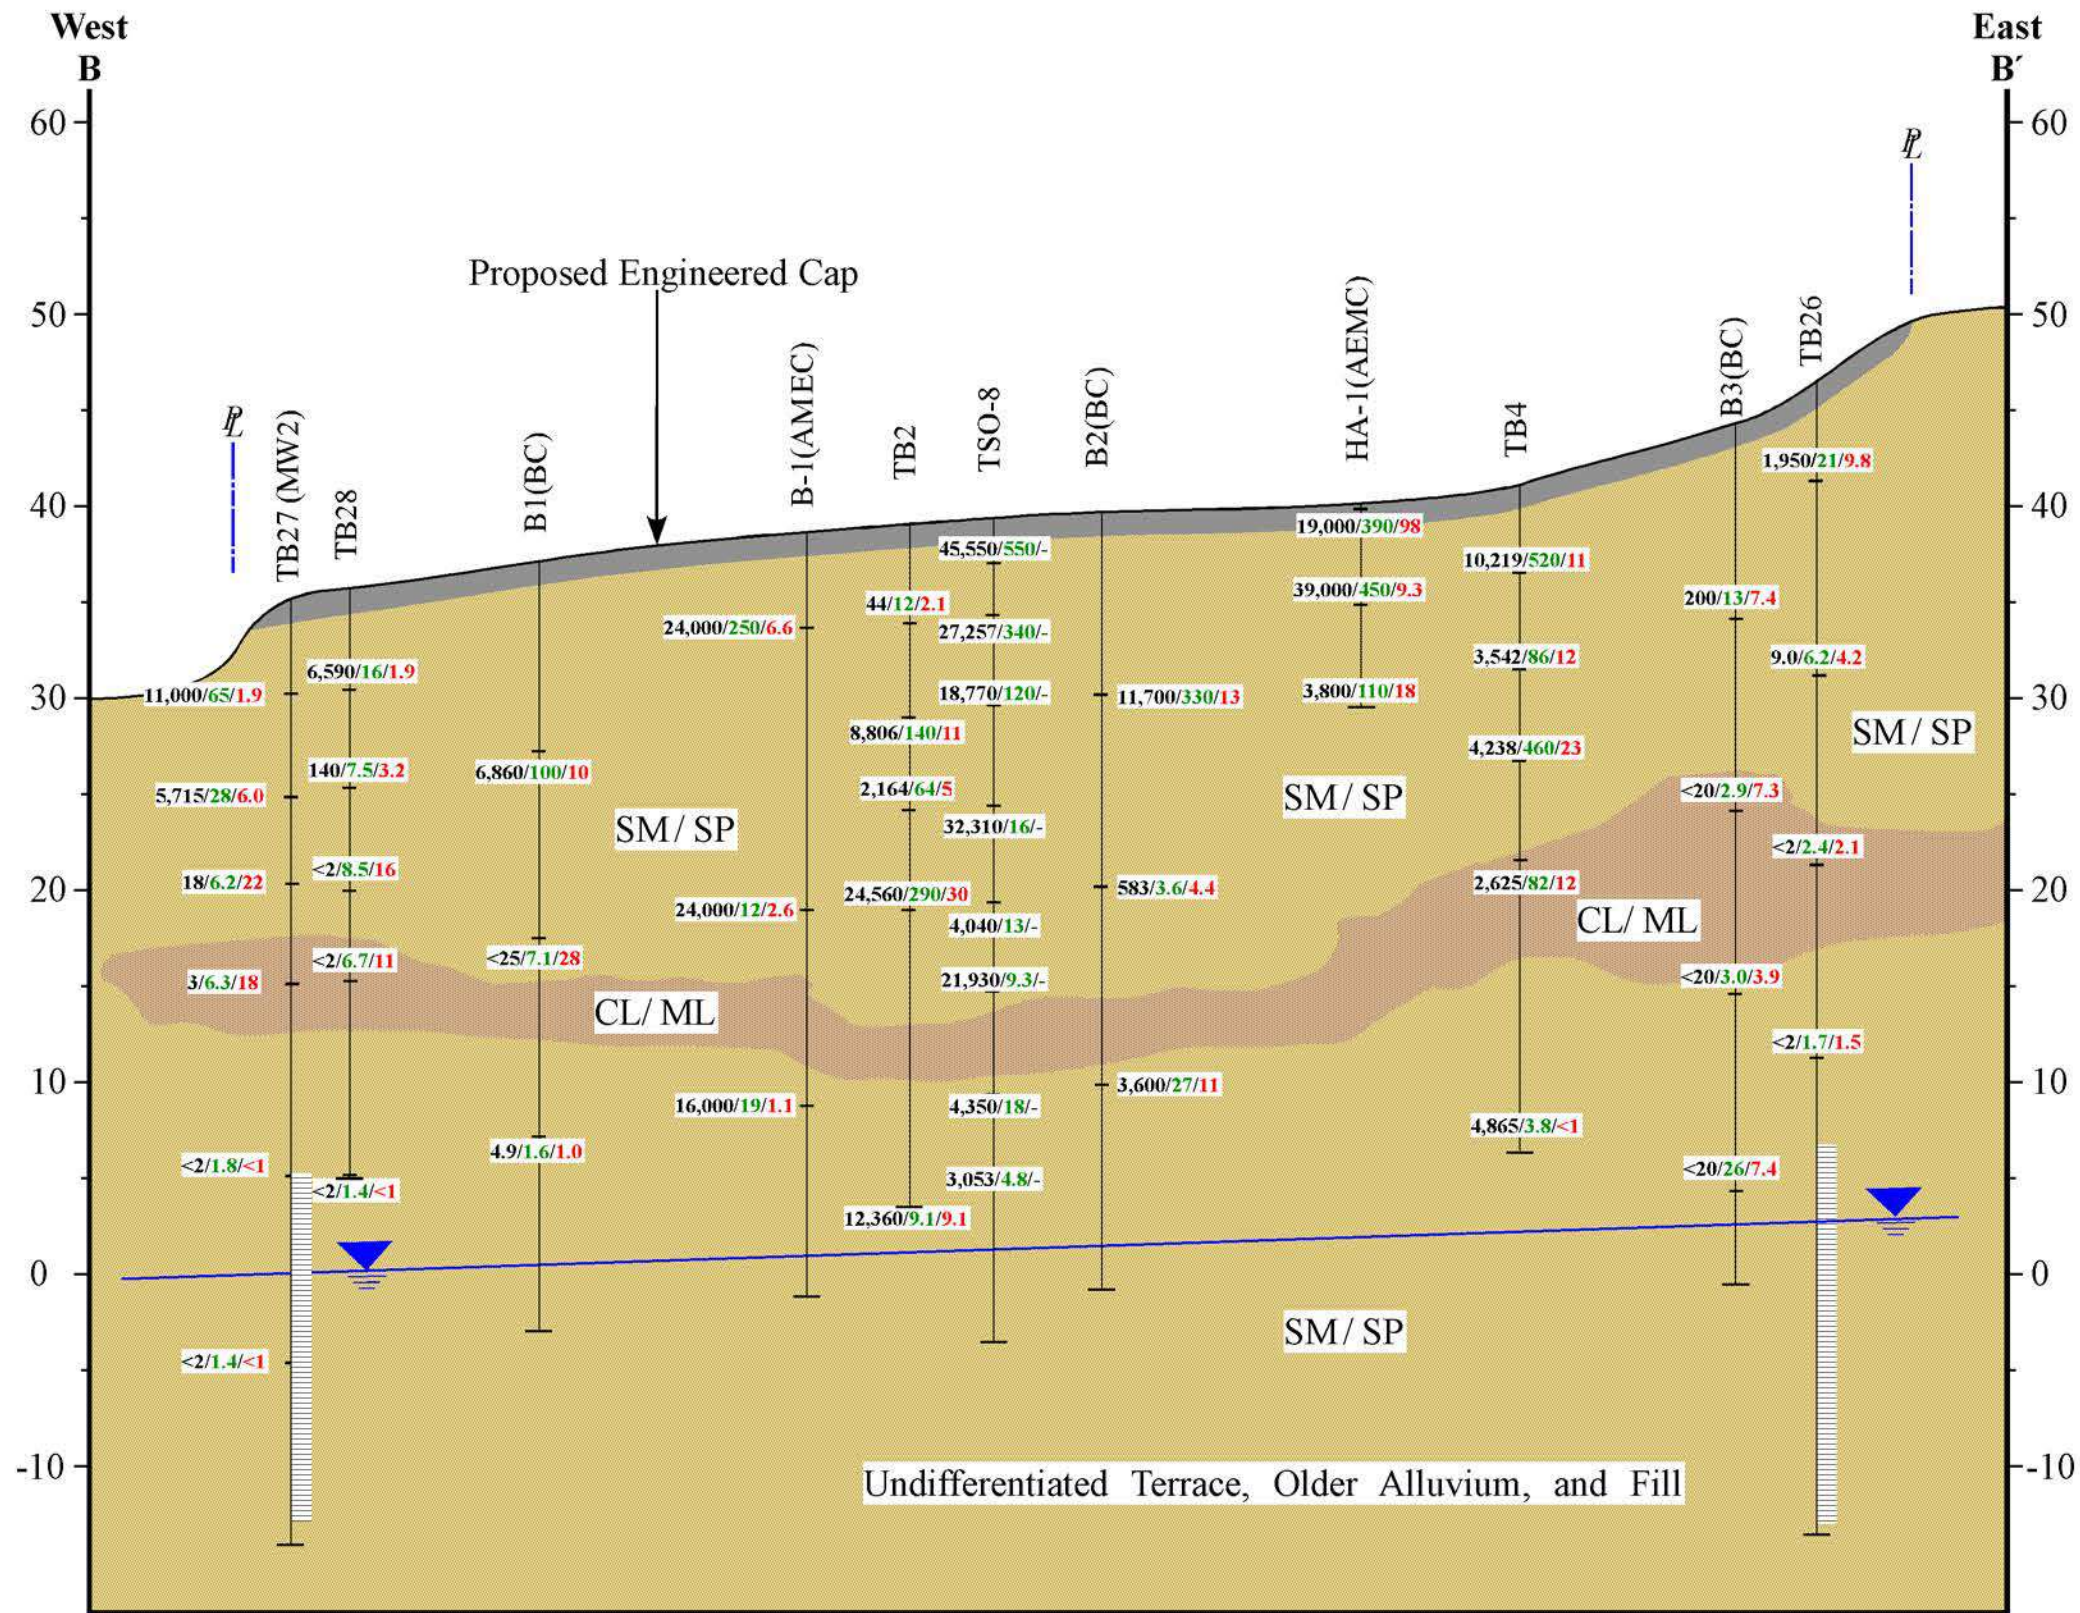 West
East
B
B´
60
60
PL
Proposed Engineered Cap
50
50
HA-1(AEMC)
TB26
B3(BC)
B-1(AMEC)
B2(BC)
TSO-8
TB4
PL
TB27 (MW2)
TB2
B1(BC)
TB28
1,950/21/9.8
40
40
19,000/390/98
45,550/550/-
10,219/520/11
39,000/450/9.3
200/13/7.4
44/12/2.1
24,000/250/6.6
27,257/340/-
3,542/86/12
9.0/6.2/4.2
6,590/16/1.9
11,000/65/1.9
18,770/120/-
11,700/330/13
3,800/110/18
30
30
8,806/140/11
SM / SP
4,238/460/23
140/7.5/3.2
6,860/100/10
2,164/64/5
<20/2.9/7.3
5,715/28/6.0
SM / SP
SM / SP
32,310/16/-
<2/2.4/2.1
<2/8.5/16
18/6.2/22
2,625/82/12
583/3.6/4.4
24,560/290/30
20
20
24,000/12/2.6
CL/ ML
4,040/13/-
<2/6.7/11
<25/7.1/28
3/6.3/18
21,930/9.3/-
<20/3.0/3.9
CL/ ML
<2/1.7/1.5
10
10
3,600/27/11
16,000/19/1.1
4,350/18/-
4,865/3.8/<1
4.9/1.6/1.0
<2/1.8/<1
<20/26/7.4
3,053/4.8/-
<2/1.4/<1
12,360/9.1/9.1
0
0
SM / SP
<2/1.4/<1
-10
-10
Undifferentiated Terrace, Older Alluvium, and Fill